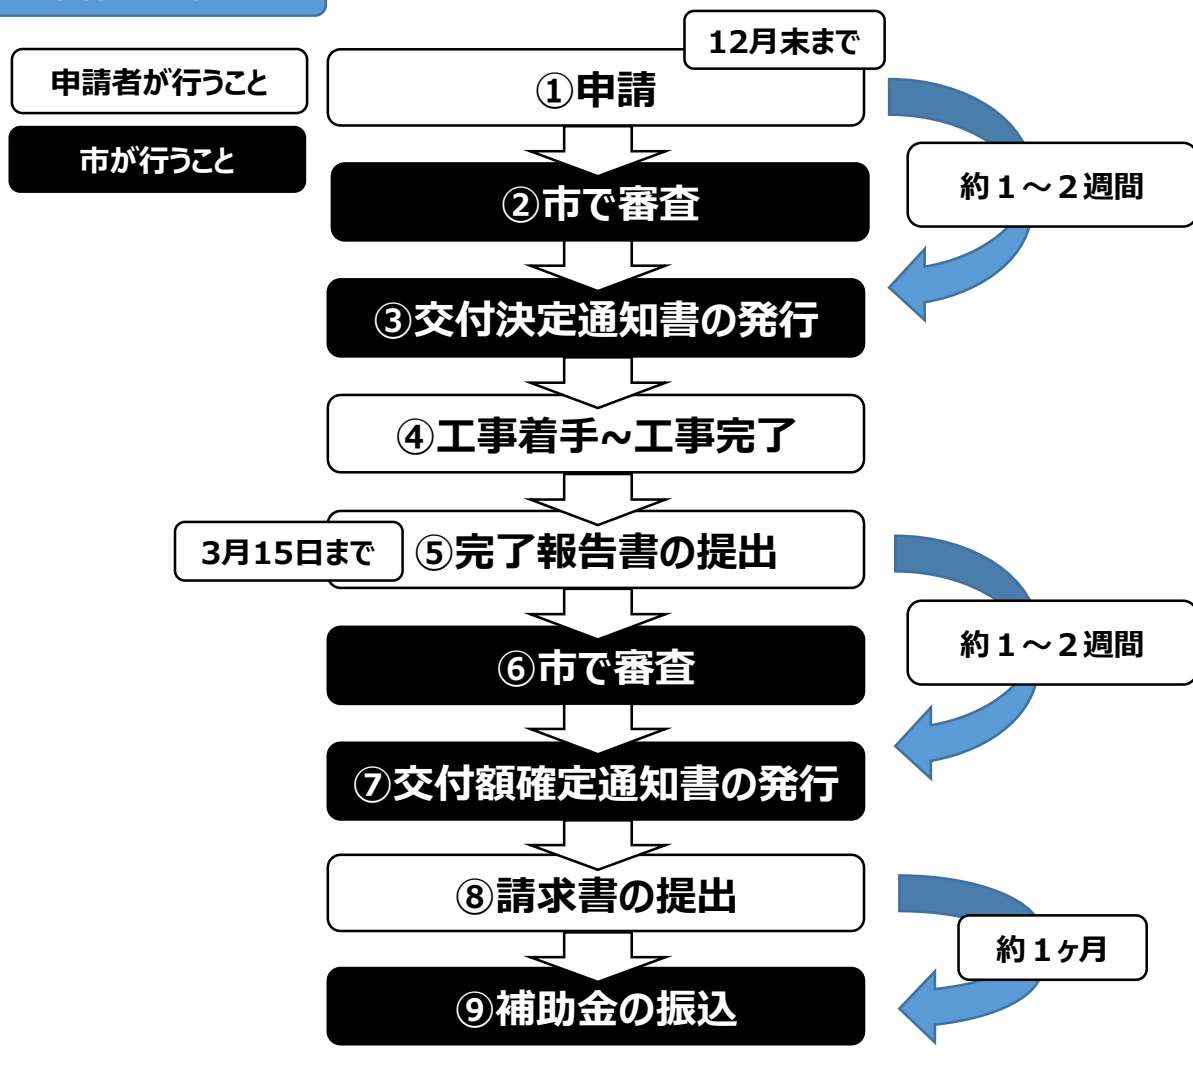 申請者が行うこと
市が行うこと
12月末まで
①申請
約１～２週間
②市で審査
③交付決定通知書の発行
④工事着手~工事完了
3月15日まで
⑤完了報告書の提出
約１～２週間
⑥市で審査
⑦交付額確定通知書の発行
⑧請求書の提出
約１ヶ月
⑨補助金の振込